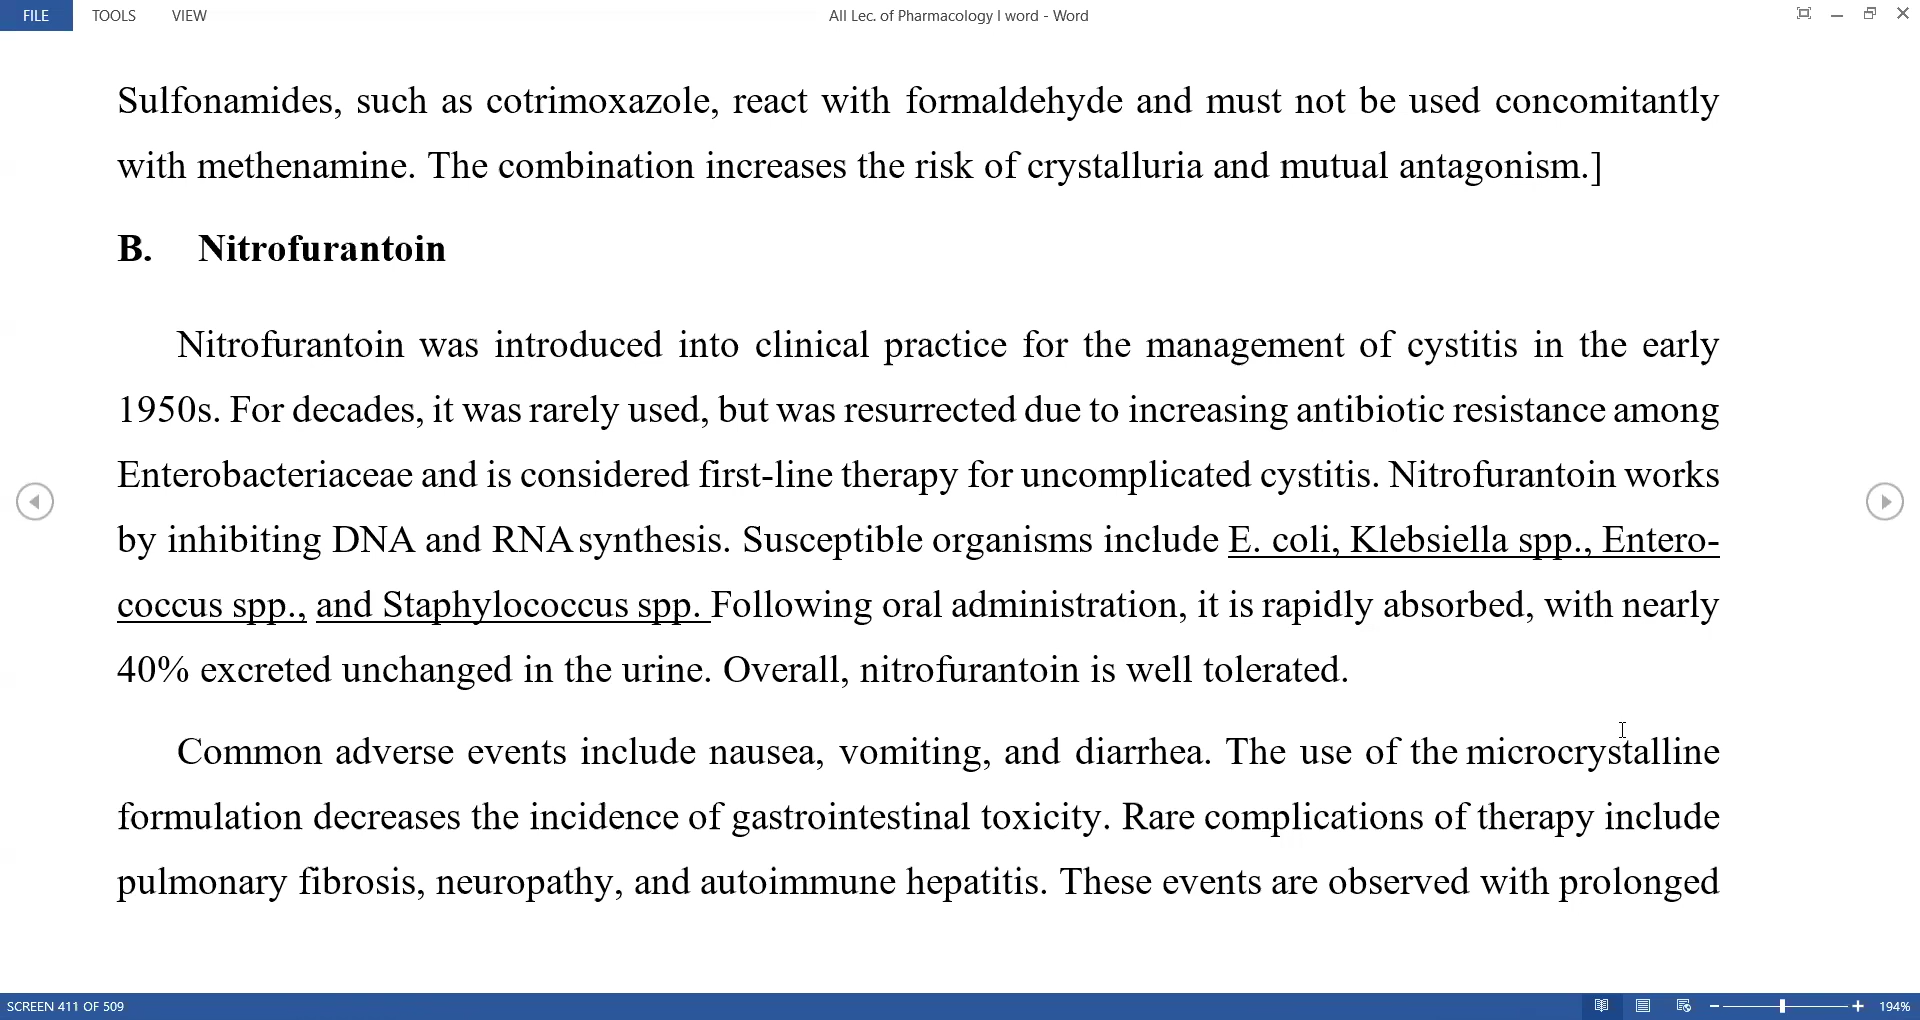 FILE TOOLS VIEW All Lec. of Pharmacology I word - Word
Sulfonamides, such as cotrimoxazole, react with formaldehyde and must not be used concomitantly
with methenamine. The combination increases the risk of crystalluria and mutual antagonism.]
B. Nitrofurantoin
Nitrofurantoin was introduced into clinical practice for the management of cystitis in the early
1950s. For decades, it was rarely used, but was resurrected due to increasing antibiotic resistance among
Enterobacteriaceae and is considered first-line therapy for uncomplicated cystitis. Nitrofurantoin works
by inhibiting DNA and RNA synthesis. Susceptible organisms include E. coli, Klebsiella spp., Entero-
coccus spp., and Staphylococcus spp. Following oral administration, it is rapidly absorbed, with nearly
40% excreted unchanged in the urine. Overall, nitrofurantoin is well tolerated.
Common adverse events include nausea, vomiting, and diarrhea. The use of the microcrystalline
formulation decreases the incidence of gastrointestinal toxicity. Rare complications of therapy include
pulmonary fibrosis, neuropathy, and autoimmune hepatitis. These events are observed with prolonged
SCREEN 411 OF 509 194%